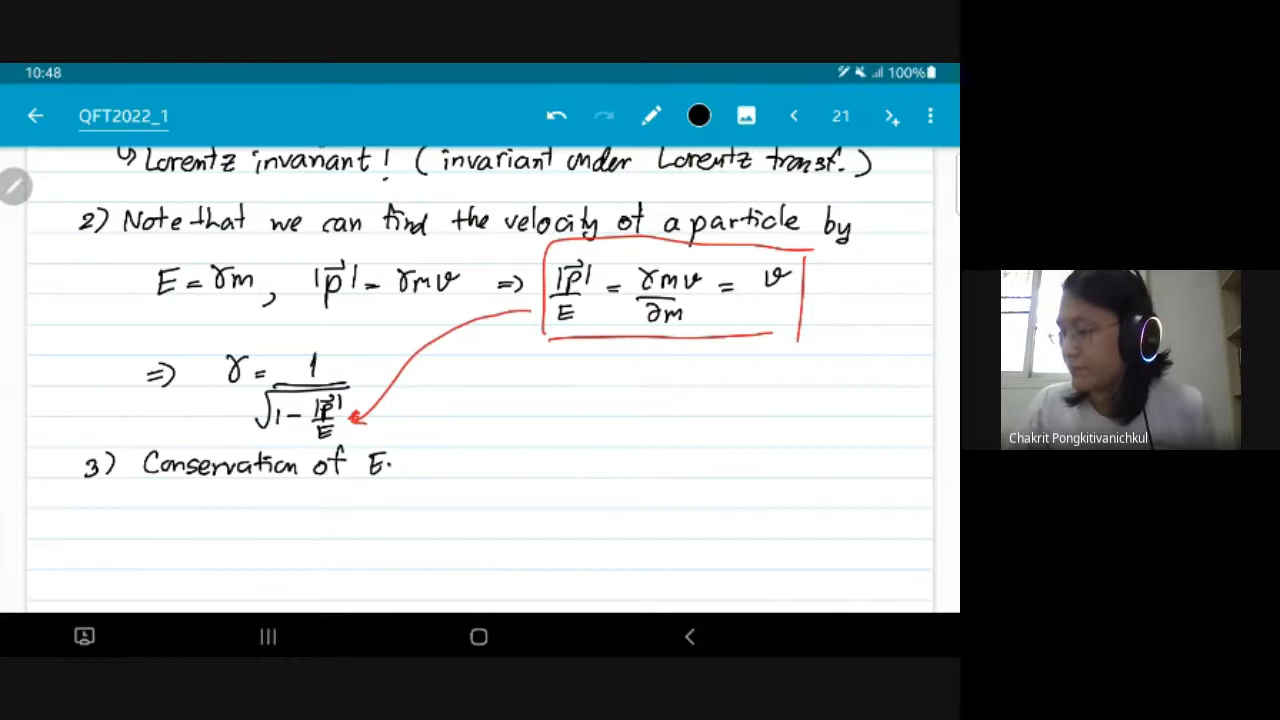 10:48 100%
QFT2022_1 21
↳ Lorentz invariant! (invariant under Lorentz transf.)
2) Note that we can find the velocity of a particle by
E = γm, |p⃗| = γmv ⇒ |p⃗|/E = γmv/γm = v
⇒ γ = 1/√(1 - |p⃗|/E)
3) Conservation of E.
Chakrit Pongkitivanichkul